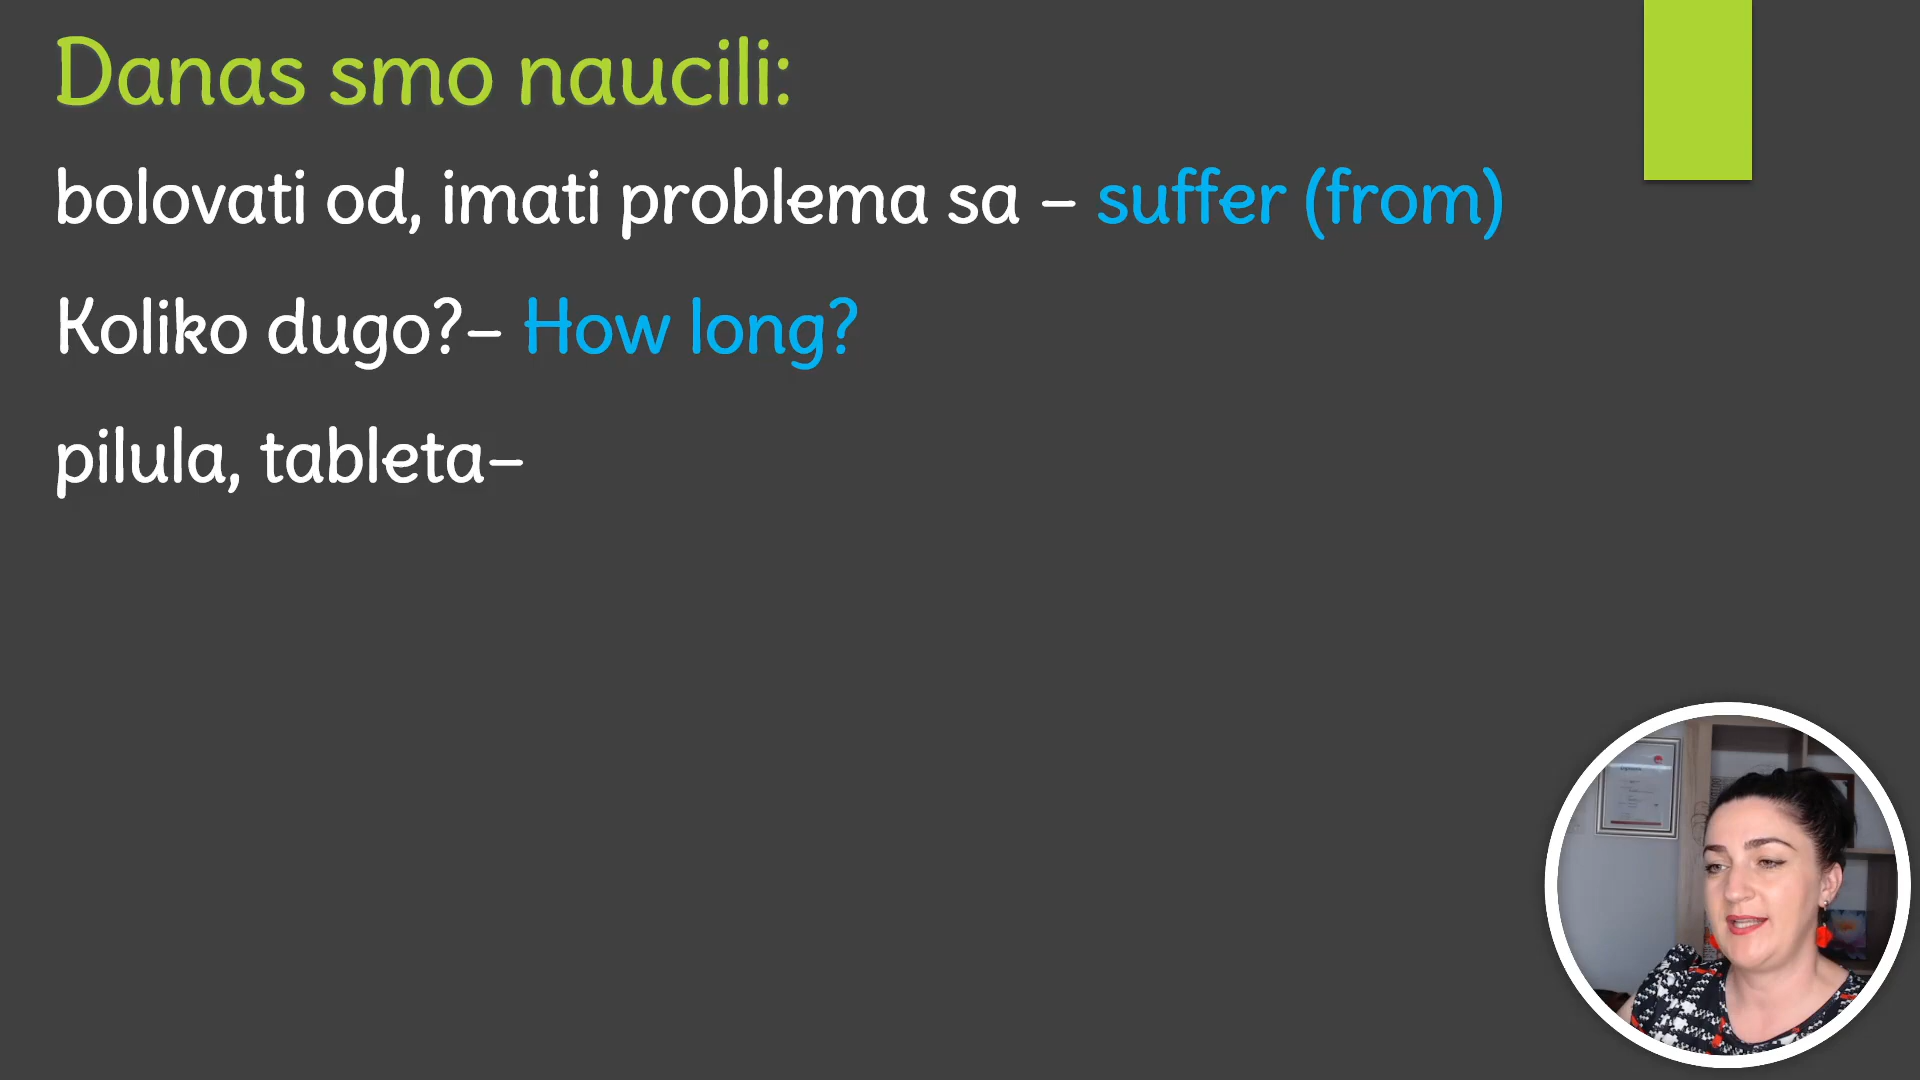 Danas smo naucili:
bolovati od, imati problema sa – suffer (from)
Koliko dugo?– How long?
pilula, tableta–